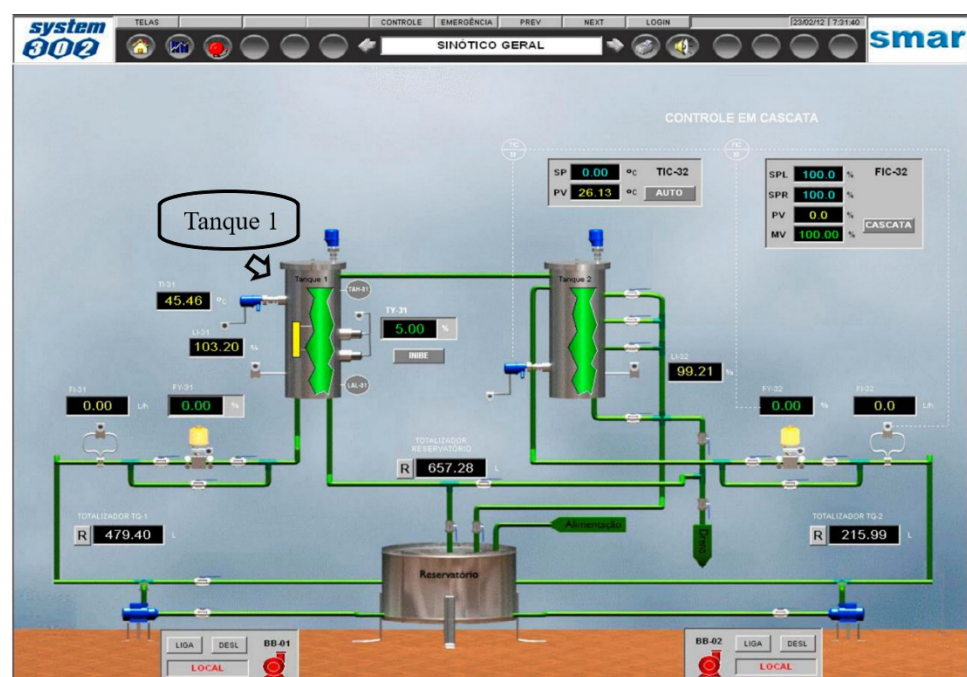 system
302
TELAS
CONTROLE
EMERGÊNCIA
PREV
NEXT
LOGIN
23/02/12 7:31:40
SINÓTICO GERAL
smar
CONTROLE EM CASCATA
TIC
32
SP 0.00 ºC TIC-32
PV 26.13 ºC AUTO
SPL 100.0 % FIC-32
SPR 100.0 %
PV 0.0 %
MV 100.00 %
CASCATA
Tanque 1
Tanque 1
Tanque 2
TI-31
45.46 ºC
TAH-31
TY-31
5.00 %
INIBE
LI-31
103.20 %
LAL-31
LI-32
99.21 %
FI-31
0.00 L/h
FY-31
0.00 %
FY-32
0.00 %
FI-32
0.0 L/h
TOTALIZADOR
RESERVATÓRIO
R 657.28 L
TOTALIZADOR TQ-1
R 479.40 L
TOTALIZADOR TQ-2
R 215.99 L
Alimentação
Dreno
Reservatório
LIGA DESL BB-01
LOCAL
BB-02 LIGA DESL
LOCAL